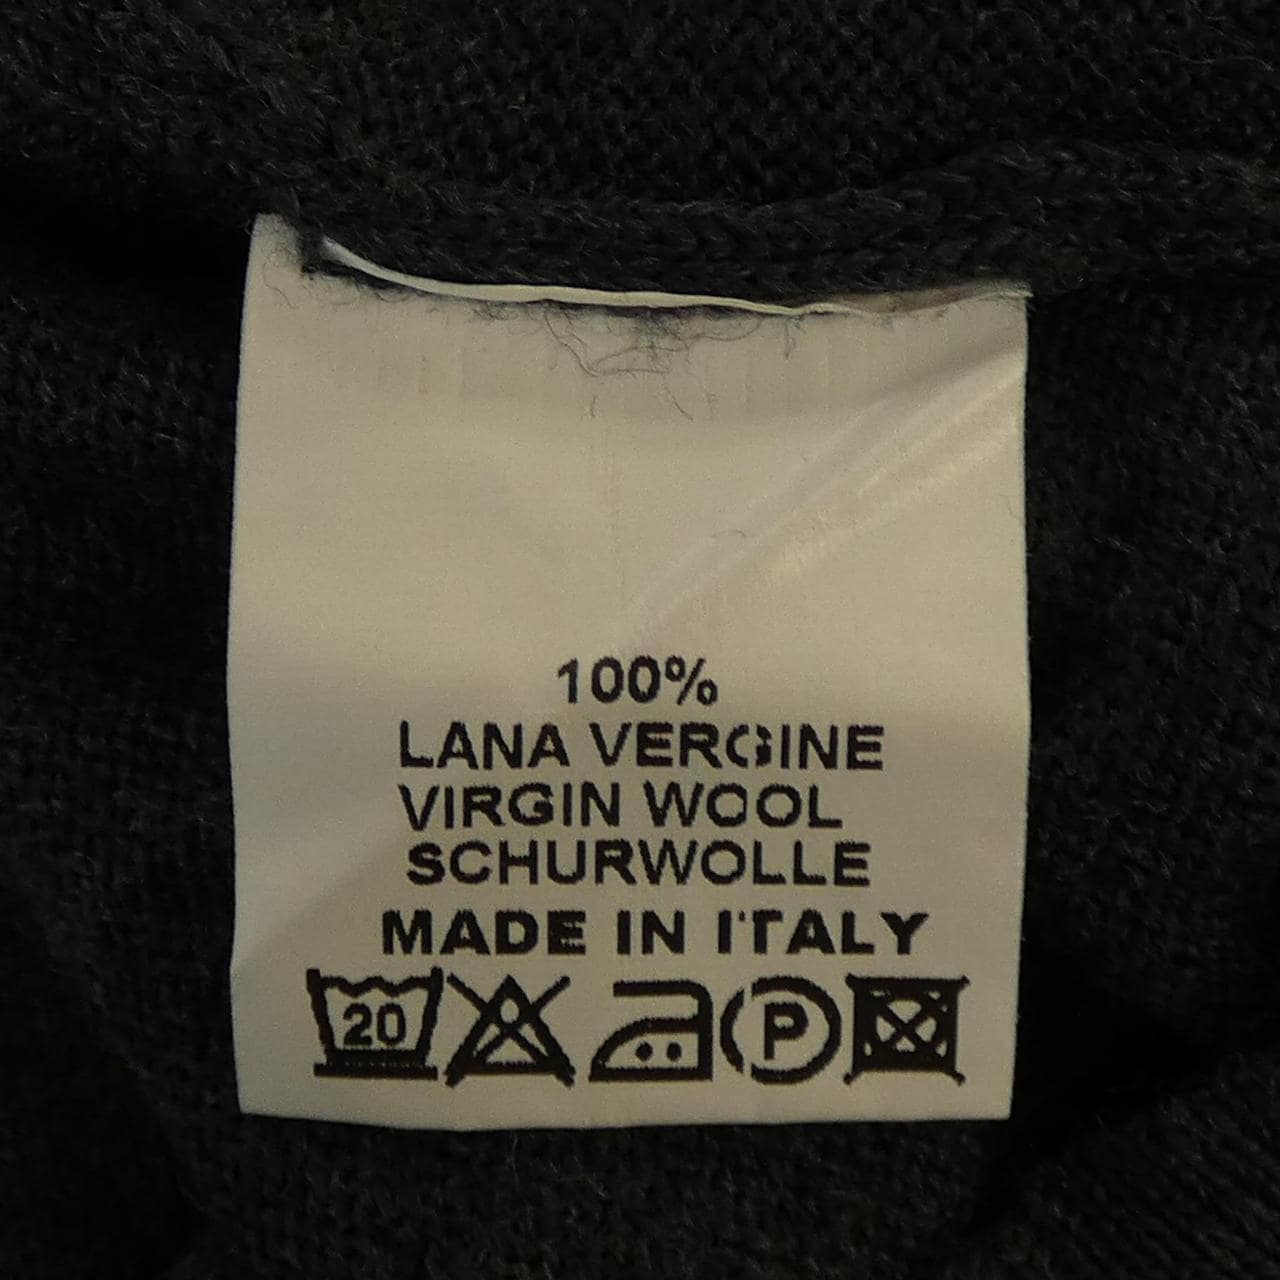 100%
LANA VERGINE
VIRGIN WOOL
SCHURWOLLE
MADE IN ITALY
20 P